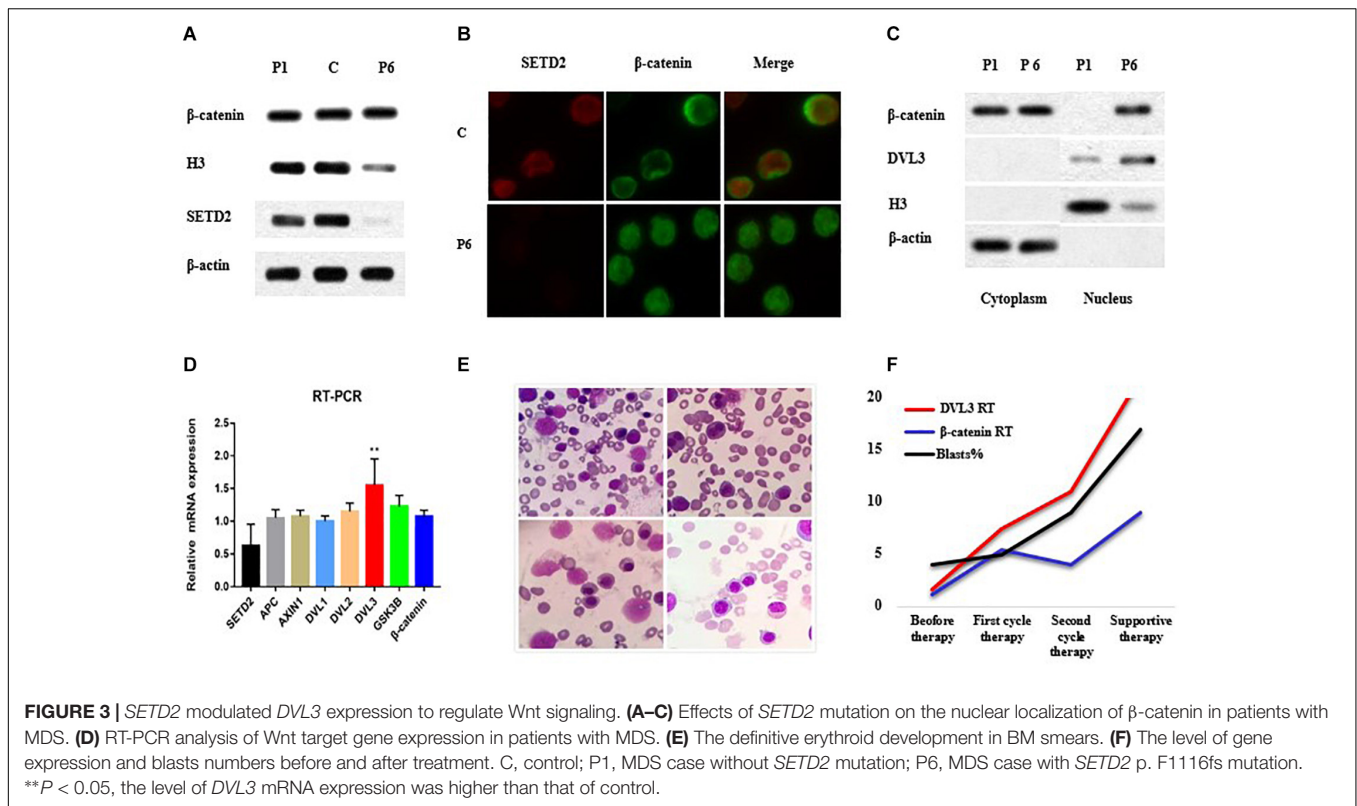 A
P1 C P6
β-catenin
H3
SETD2
β-actin
B
SETD2 β-catenin Merge
C
P6
C
P1 P 6 P1 P6
β-catenin
DVL3
H3
β-actin
Cytoplasm Nucleus
D
RT-PCR
Relative mRNA expression
2.5
2.0
1.5
1.0
0.5
0.0
**
SETD2 APC AXIN1 DVL1 DVL2 DVL3 GSK3B β-catenin
E
F
20
15
10
5
0
DVL3 RT
β-catenin RT
Blasts%
Beofore therapy
First cycle therapy
Second cycle therapy
Supportive therapy
FIGURE 3 | SETD2 modulated DVL3 expression to regulate Wnt signaling. (A–C) Effects of SETD2 mutation on the nuclear localization of β-catenin in patients with
MDS. (D) RT-PCR analysis of Wnt target gene expression in patients with MDS. (E) The definitive erythroid development in BM smears. (F) The level of gene
expression and blasts numbers before and after treatment. C, control; P1, MDS case without SETD2 mutation; P6, MDS case with SETD2 p. F1116fs mutation.
**P < 0.05, the level of DVL3 mRNA expression was higher than that of control.